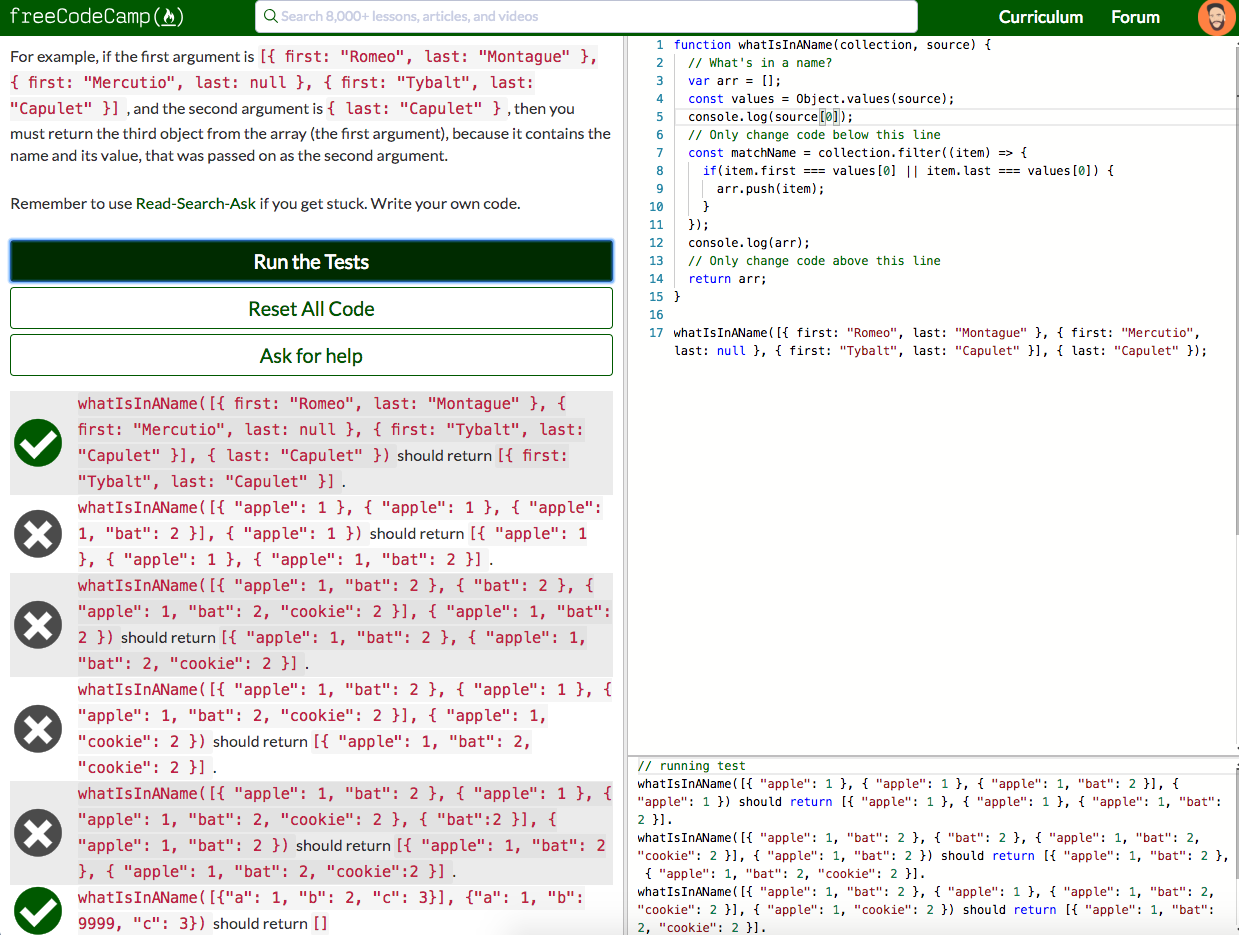 freeCodeCamp
Search 8,000+ lessons, articles, and videos
Curriculum
Forum
For example, if the first argument is [{ first: "Romeo", last: "Montague" },
{ first: "Mercutio", last: null }, { first: "Tybalt", last:
"Capulet" }] , and the second argument is { last: "Capulet" } , then you
must return the third object from the array (the first argument), because it contains the
name and its value, that was passed on as the second argument.
Remember to use Read-Search-Ask if you get stuck. Write your own code.
Run the Tests
Reset All Code
Ask for help
whatIsInAName([{ first: "Romeo", last: "Montague" }, {
first: "Mercutio", last: null }, { first: "Tybalt", last:
"Capulet" }], { last: "Capulet" }) should return [{ first:
"Tybalt", last: "Capulet" }] .
whatIsInAName([{ "apple": 1 }, { "apple": 1 }, { "apple":
1, "bat": 2 }], { "apple": 1 }) should return [{ "apple": 1
}, { "apple": 1 }, { "apple": 1, "bat": 2 }] .
whatIsInAName([{ "apple": 1, "bat": 2 }, { "bat": 2 }, {
"apple": 1, "bat": 2, "cookie": 2 }], { "apple": 1, "bat":
2 }) should return [{ "apple": 1, "bat": 2 }, { "apple": 1,
"bat": 2, "cookie": 2 }] .
whatIsInAName([{ "apple": 1, "bat": 2 }, { "apple": 1 }, {
"apple": 1, "bat": 2, "cookie": 2 }], { "apple": 1,
"cookie": 2 }) should return [{ "apple": 1, "bat": 2,
"cookie": 2 }] .
whatIsInAName([{ "apple": 1, "bat": 2 }, { "apple": 1 }, {
"apple": 1, "bat": 2, "cookie": 2 }, { "bat":2 }], {
"apple": 1, "bat": 2 }) should return [{ "apple": 1, "bat": 2
}, { "apple": 1, "bat": 2, "cookie":2 }] .
whatIsInAName([{"a": 1, "b": 2, "c": 3}], {"a": 1, "b":
9999, "c": 3}) should return []
1 function whatIsInAName(collection, source) {
2 // What's in a name?
3 var arr = [];
4 const values = Object.values(source);
5 console.log(source[0]);
6 // Only change code below this line
7 const matchName = collection.filter((item) => {
8 if(item.first === values[0] || item.last === values[0]) {
9 arr.push(item);
10 }
11 });
12 console.log(arr);
13 // Only change code above this line
14 return arr;
15 }
16
17 whatIsInAName([{ first: "Romeo", last: "Montague" }, { first: "Mercutio",
last: null }, { first: "Tybalt", last: "Capulet" }], { last: "Capulet" });
// running test
whatIsInAName([{ "apple": 1 }, { "apple": 1 }, { "apple": 1, "bat": 2 }], {
"apple": 1 }) should return [{ "apple": 1 }, { "apple": 1 }, { "apple": 1, "bat":
2 }].
whatIsInAName([{ "apple": 1, "bat": 2 }, { "bat": 2 }, { "apple": 1, "bat": 2,
"cookie": 2 }], { "apple": 1, "bat": 2 }) should return [{ "apple": 1, "bat": 2 },
{ "apple": 1, "bat": 2, "cookie": 2 }].
whatIsInAName([{ "apple": 1, "bat": 2 }, { "apple": 1 }, { "apple": 1, "bat": 2,
"cookie": 2 }], { "apple": 1, "cookie": 2 }) should return [{ "apple": 1, "bat":
2, "cookie": 2 }].